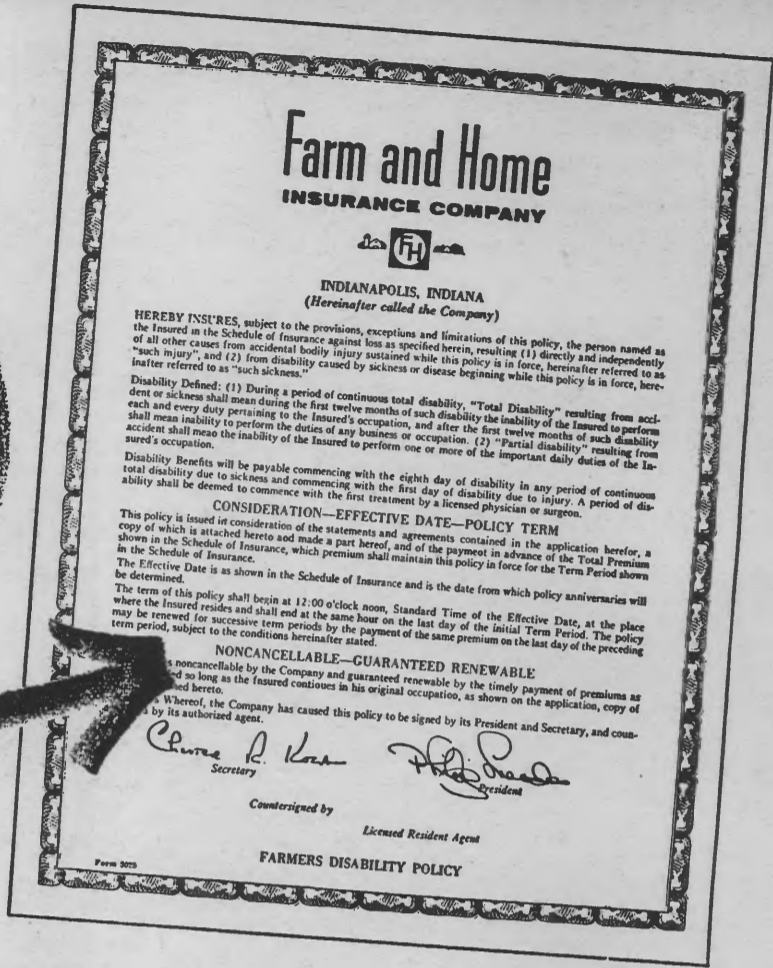 Farm and Home
INSURANCE COMPANY
FH
INDIANAPOLIS, INDIANA
(Hereinafter called the Company)
HEREBY INSURES, subject to the provisions, exceptions and limitations of this policy, the person named as
the Insured in the Schedule of Insurance against loss as specified herein, resulting (1) directly and independently
of all other causes from accidental bodily injury sustained while this policy is in force, hereinafter referred to as
"such injury", and (2) from disability caused by sickness or disease beginning while this policy is in force, here-
inafter referred to as "such sickness."
Disability Defined: (1) During a period of continuous total disability, "Total Disability" resulting from acci-
dent or sickness shall mean during the first twelve months of such disability the inability of the Insured to perform
each and every duty pertaining to the Insured's occupation, and after the first twelve months of such disability
shall mean inability to perform the duties of any business or occupation. (2) "Partial disability" resulting from
accident shall mean the inability of the Insured to perform one or more of the important daily duties of the In-
sured's occupation.
Disability Benefits will be payable commencing with the eighth day of disability in any period of continuous
total disability due to sickness and commencing with the first day of disability due to injury. A period of dis-
ability shall be deemed to commence with the first treatment by a licensed physician or surgeon.
CONSIDERATION—EFFECTIVE DATE—POLICY TERM
This policy is issued in consideration of the statements and agreements contained in the application herefor, a
copy of which is attached hereto and made a part hereof, and of the payment in advance of the Total Premium
shown in the Schedule of Insurance, which premium shall maintain this policy in force for the Term Period shown
in the Schedule of Insurance.
The Effective Date is as shown in the Schedule of Insurance and is the date from which policy anniversaries will
be determined.
The term of this policy shall begin at 12:00 o'clock noon, Standard Time of the Effective Date, at the place
where the Insured resides and shall end at the same hour on the last day of the initial Term Period. The policy
may be renewed for successive term periods by the payment of the same premium on the last day of the preceding
term period, subject to the conditions hereinafter stated.
NONCANCELLABLE—GUARANTEED RENEWABLE
s noncancellable by the Company and guaranteed renewable by the timely payment of premiums as
ed so long as the Insured continues in his original occupation, as shown on the application, copy of
hed hereto.
Whereof, the Company has caused this policy to be signed by its President and Secretary, and coun-
by its authorized agent.
Secretary
President
Countersigned by
Licensed Resident Agent
Form
FARMERS DISABILITY POLICY